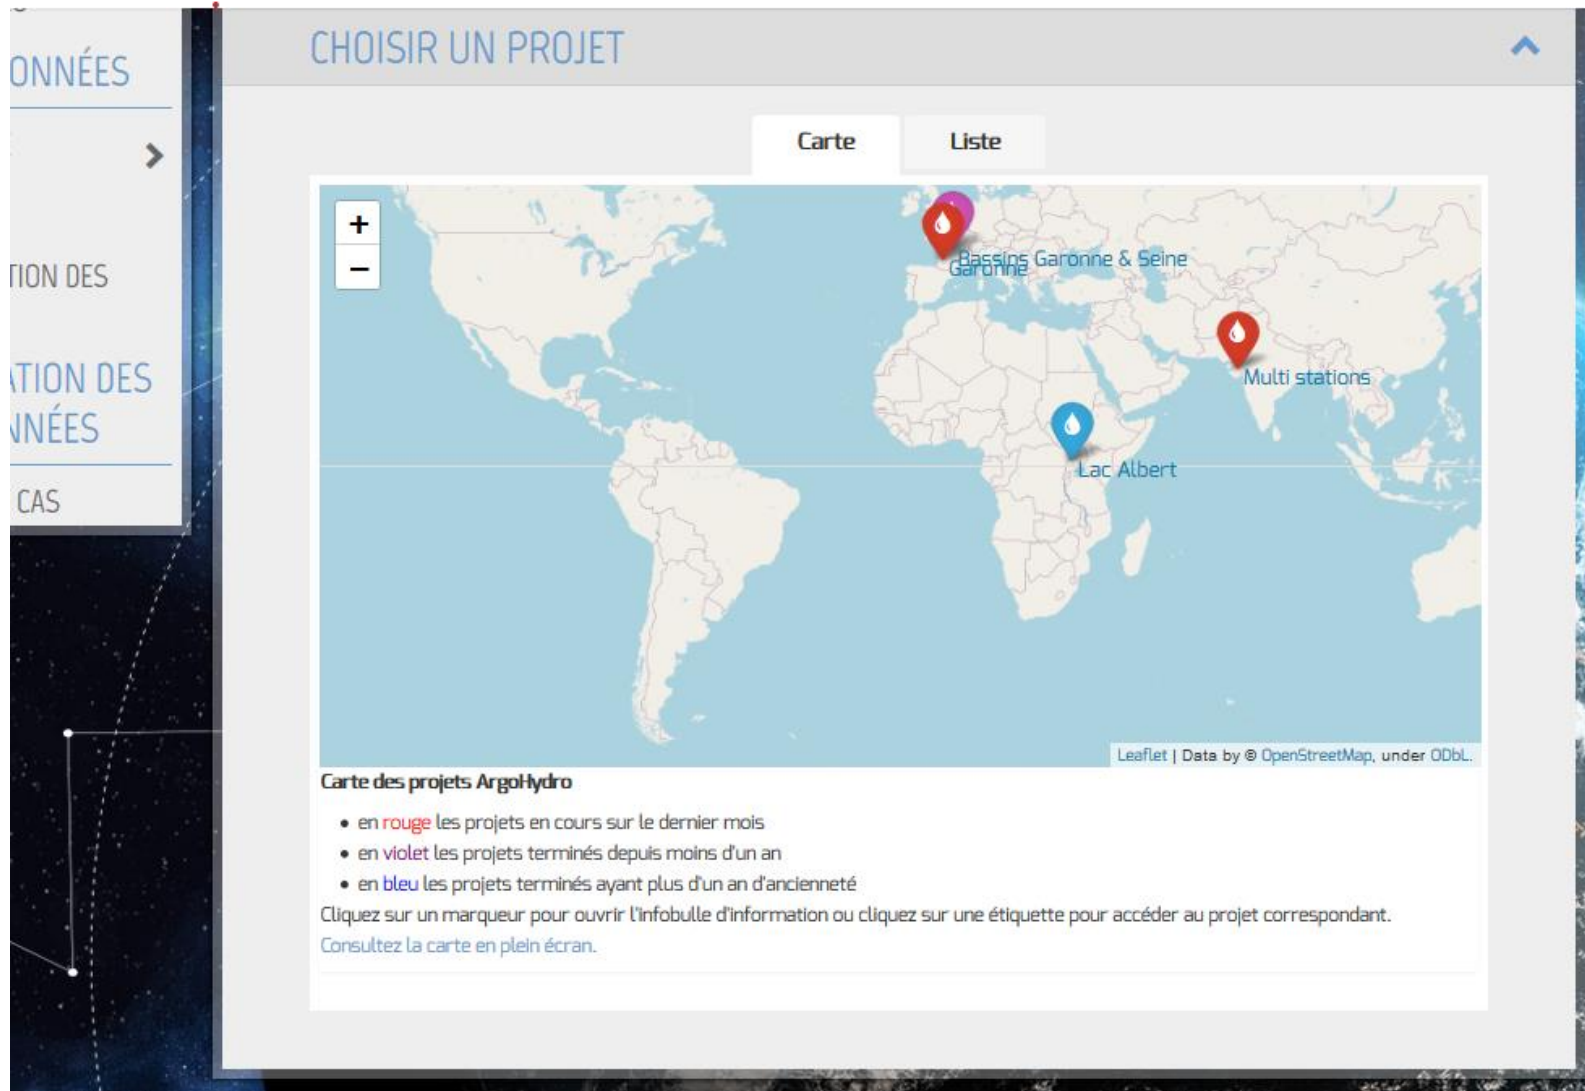 ONNÉES
TION DES
ATION DES
NNÉES
CAS
CHOISIR UN PROJET
Carte
Liste
+
−
Bassins Garonne & Seine
Garonne
Multi stations
Lac Albert
Leaflet | Data by © OpenStreetMap, under ODbL.
Carte des projets ArgoHydro
• en rouge les projets en cours sur le dernier mois
• en violet les projets terminés depuis moins d'un an
• en bleu les projets terminés ayant plus d'un an d'ancienneté
Cliquez sur un marqueur pour ouvrir l'infobulle d'information ou cliquez sur une étiquette pour accéder au projet correspondant.
Consultez la carte en plein écran.